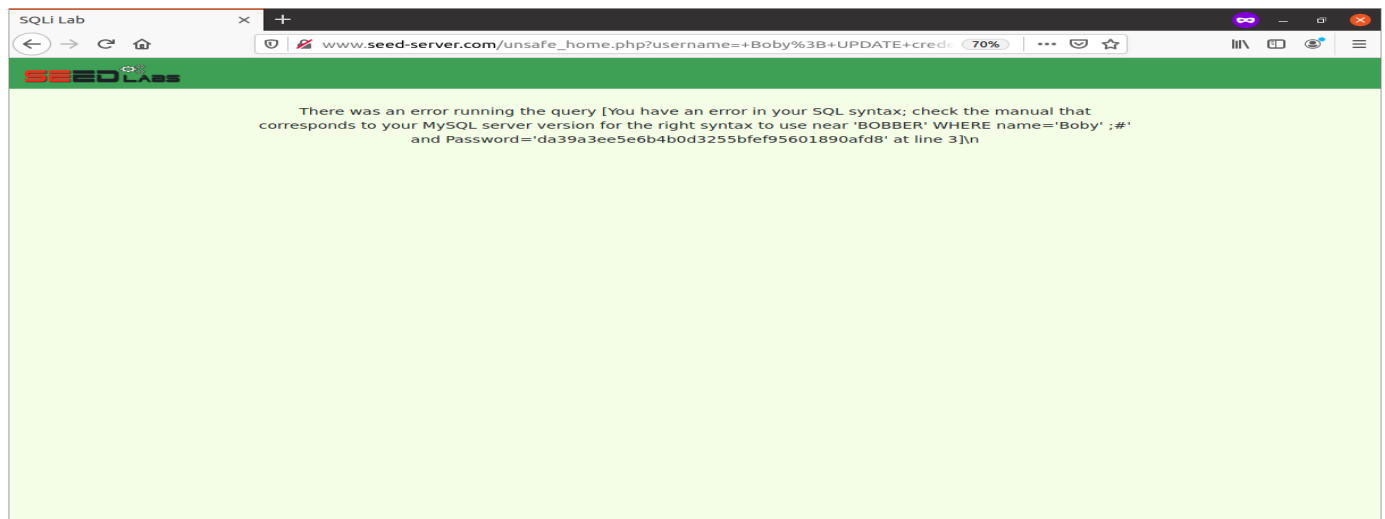 SQLi Lab
www.seed-server.com/unsafe_home.php?username=+Boby%3B+UPDATE+cred
70%
SEEDLABS
There was an error running the query [You have an error in your SQL syntax; check the manual that
corresponds to your MySQL server version for the right syntax to use near 'BOBBER' WHERE name='Boby' ;#'
and Password='da39a3ee5e6b4b0d3255bfef95601890afd8' at line 3]\n